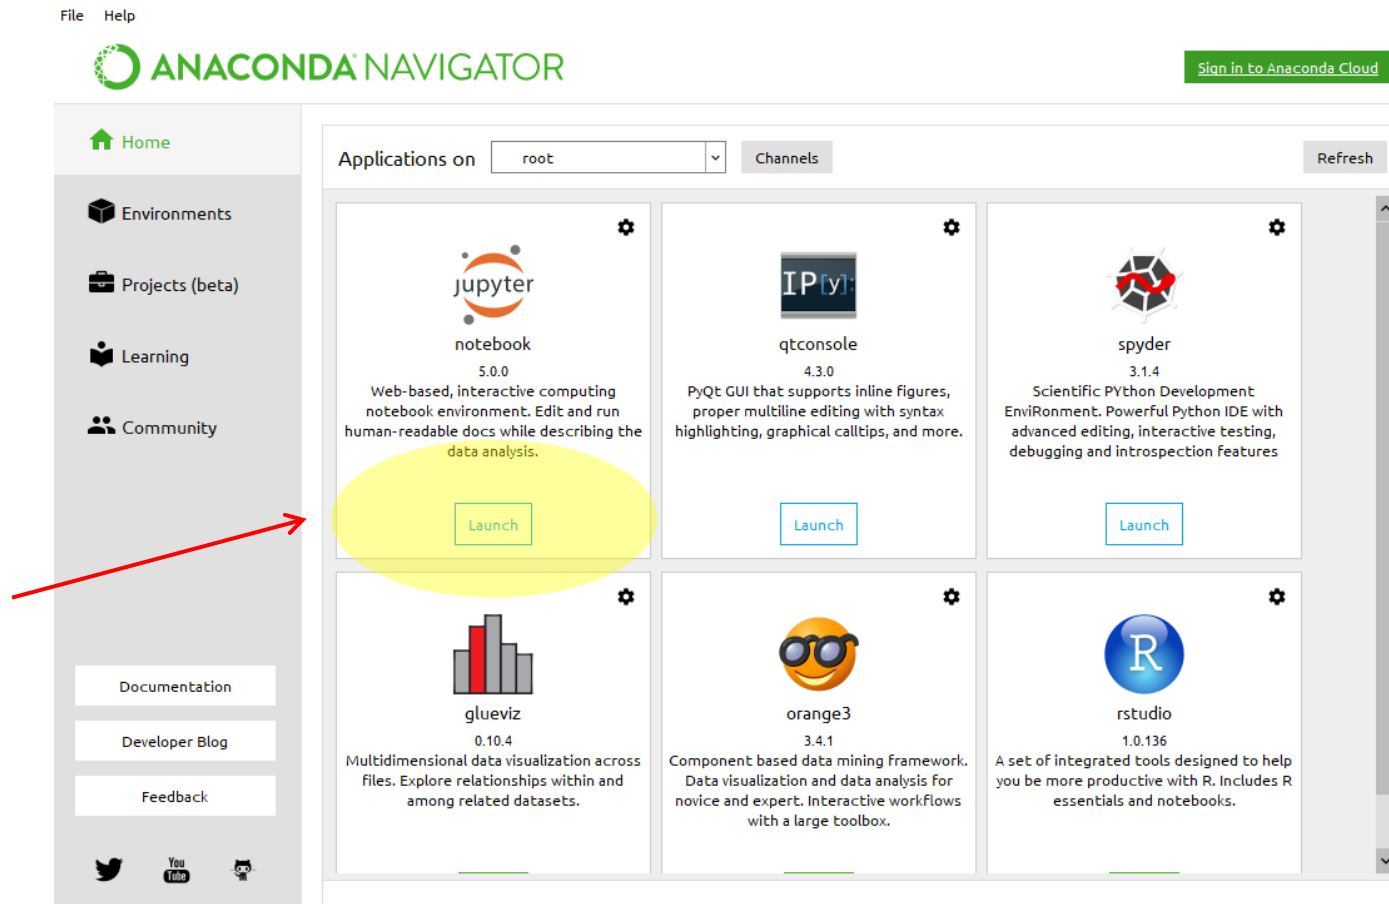 File Help
ANACONDA NAVIGATOR
Sign in to Anaconda Cloud
Home
Environments
Projects (beta)
Learning
Community
Documentation
Developer Blog
Feedback
You
Tube
Applications on root Channels Refresh
jupyter
notebook
5.0.0
Web-based, interactive computing
notebook environment. Edit and run
human-readable docs while describing the
data analysis.
Launch
IP[y]:
qtconsole
4.3.0
PyQt GUI that supports inline figures,
proper multiline editing with syntax
highlighting, graphical calltips, and more.
Launch
spyder
3.1.4
Scientific PYthon Development
EnviRonment. Powerful Python IDE with
advanced editing, interactive testing,
debugging and introspection features
Launch
glueviz
0.10.4
Multidimensional data visualization across
files. Explore relationships within and
among related datasets.
orange3
3.4.1
Component based data mining framework.
Data visualization and data analysis for
novice and expert. Interactive workflows
with a large toolbox.
R
rstudio
1.0.136
A set of integrated tools designed to help
you be more productive with R. Includes R
essentials and notebooks.